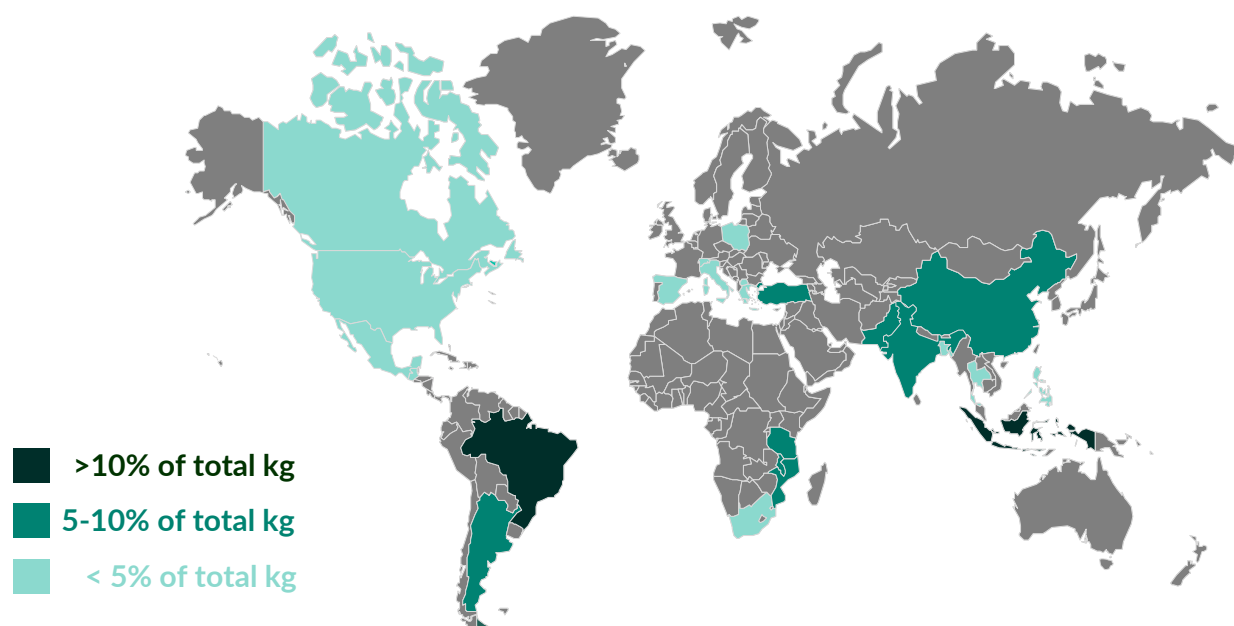 >10% of total kg
5-10% of total kg
< 5% of total kg